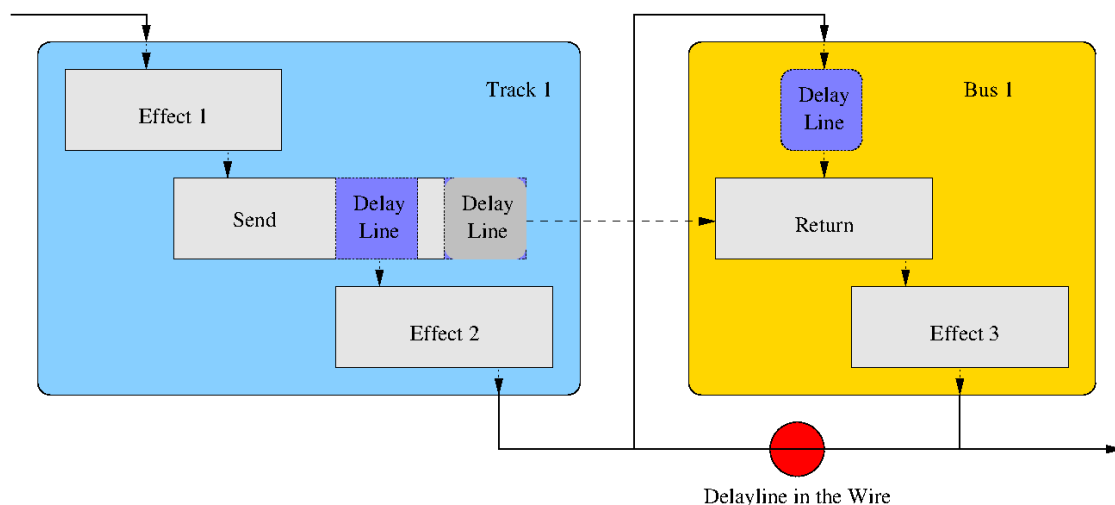 Track 1
Bus 1
Effect 1
Delay
Line
Send
Delay
Line
Delay
Line
Return
Effect 2
Effect 3
Delayline in the Wire